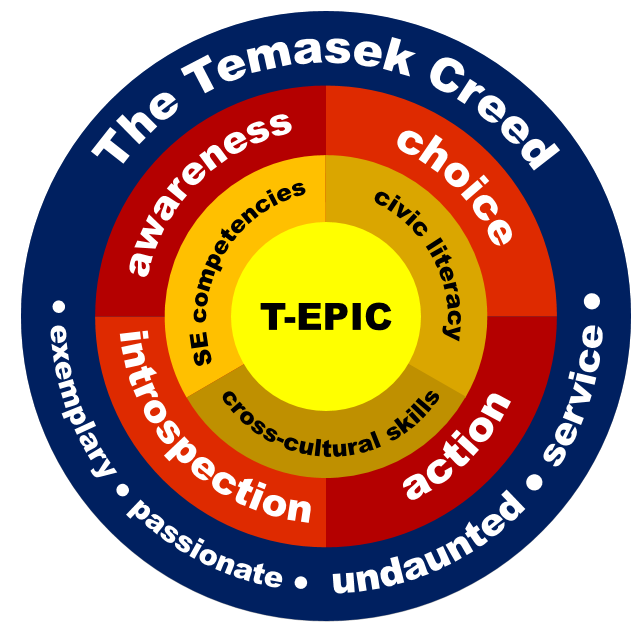 The Temasek Creed
• exemplary • passionate • undaunted • service •
awareness
choice
introspection
action
SE competencies
civic literacy
cross-cultural skills
T-EPIC